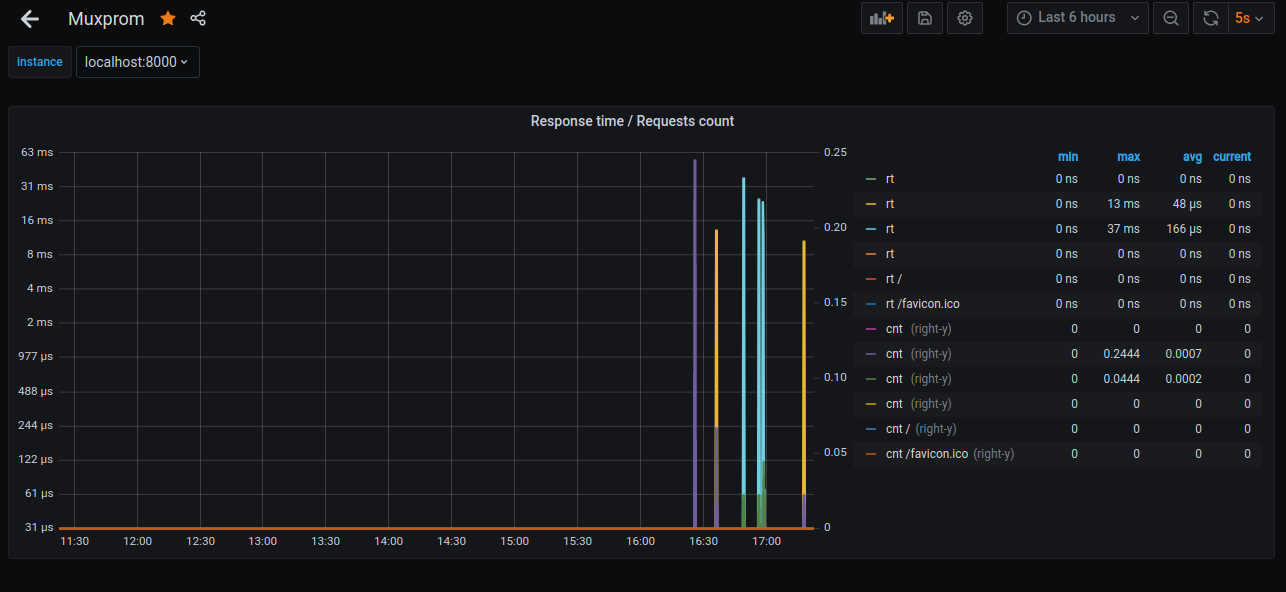 Muxprom
Last 6 hours
5s
instance
localhost:8000
Response time / Requests count
63 ms
31 ms
16 ms
8 ms
4 ms
2 ms
977 µs
488 µs
244 µs
122 µs
61 µs
31 µs
0.25
0.20
0.15
0.10
0.05
0
11:30 12:00 12:30 13:00 13:30 14:00 14:30 15:00 15:30 16:00 16:30 17:00
min max avg current
rt 0 ns 0 ns 0 ns 0 ns
rt 0 ns 13 ms 48 µs 0 ns
rt 0 ns 37 ms 166 µs 0 ns
rt 0 ns 0 ns 0 ns 0 ns
rt / 0 ns 0 ns 0 ns 0 ns
rt /favicon.ico 0 ns 0 ns 0 ns 0 ns
cnt (right-y) 0 0 0 0
cnt (right-y) 0 0.2444 0.0007 0
cnt (right-y) 0 0.0444 0.0002 0
cnt (right-y) 0 0 0 0
cnt / (right-y) 0 0 0 0
cnt /favicon.ico (right-y) 0 0 0 0